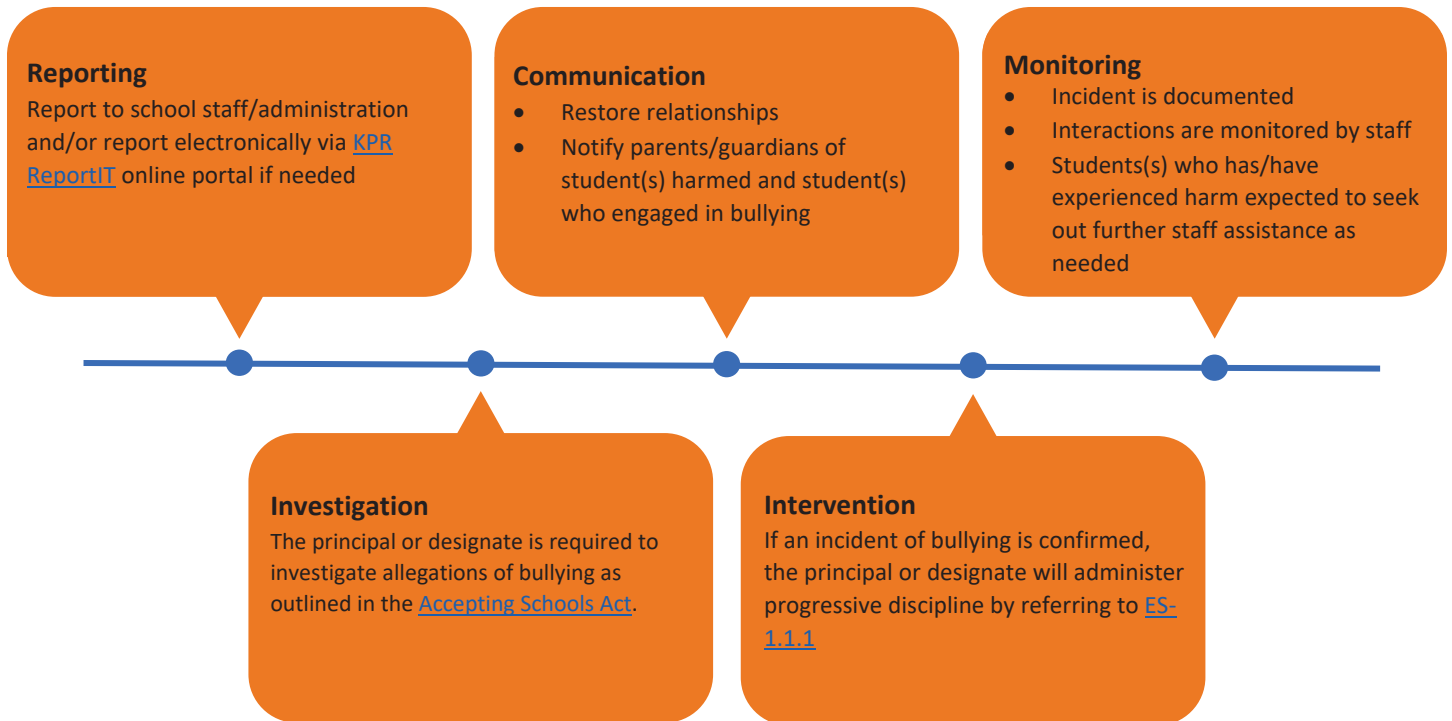 Reporting
Report to school staff/administration
and/or report electronically via KPR
ReportIT online portal if needed
Investigation
The principal or designate is required to
investigate allegations of bullying as
outlined in the Accepting Schools Act.
Communication
• Restore relationships
• Notify parents/guardians of
student(s) harmed and student(s)
who engaged in bullying
Intervention
If an incident of bullying is confirmed,
the principal or designate will administer
progressive discipline by referring to ES-
1.1.1
Monitoring
• Incident is documented
• Interactions are monitored by staff
• Students(s) who has/have
experienced harm expected to seek
out further staff assistance as
needed